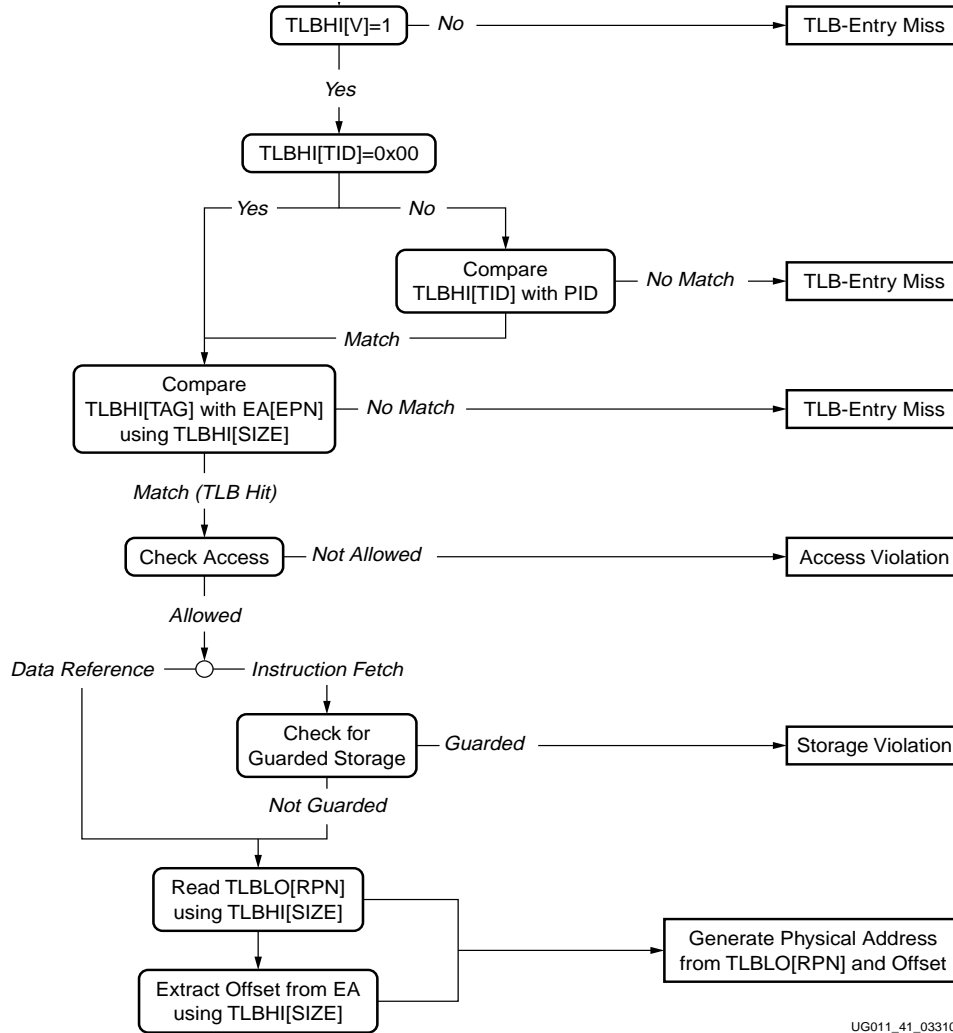 TLBHI[V]=1
No
TLB-Entry Miss
Yes
TLBHI[TID]=0x00
Yes
No
Compare
TLBHI[TID] with PID
No Match
TLB-Entry Miss
Match
Compare
TLBHI[TAG] with EA[EPN]
using TLBHI[SIZE]
No Match
TLB-Entry Miss
Match (TLB Hit)
Check Access
Not Allowed
Access Violation
Allowed
Data Reference
Instruction Fetch
Check for
Guarded Storage
Guarded
Storage Violation
Not Guarded
Read TLBLO[RPN]
using TLBHI[SIZE]
Generate Physical Address
from TLBLO[RPN] and Offset
Extract Offset from EA
using TLBHI[SIZE]
UG011_41_03310